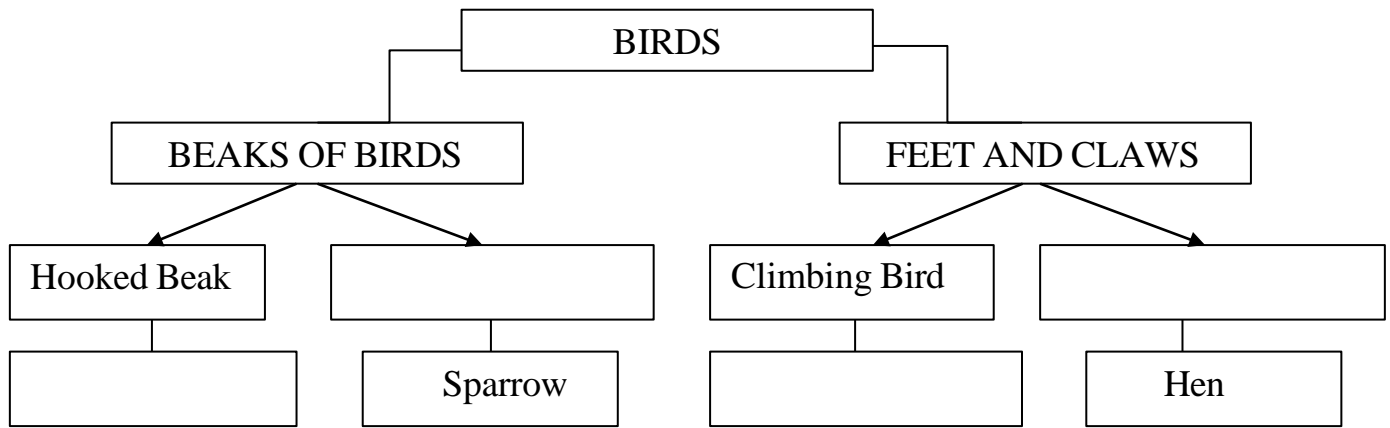 BIRDS
BEAKS OF BIRDS
FEET AND CLAWS
Hooked Beak
Climbing Bird
Sparrow
Hen